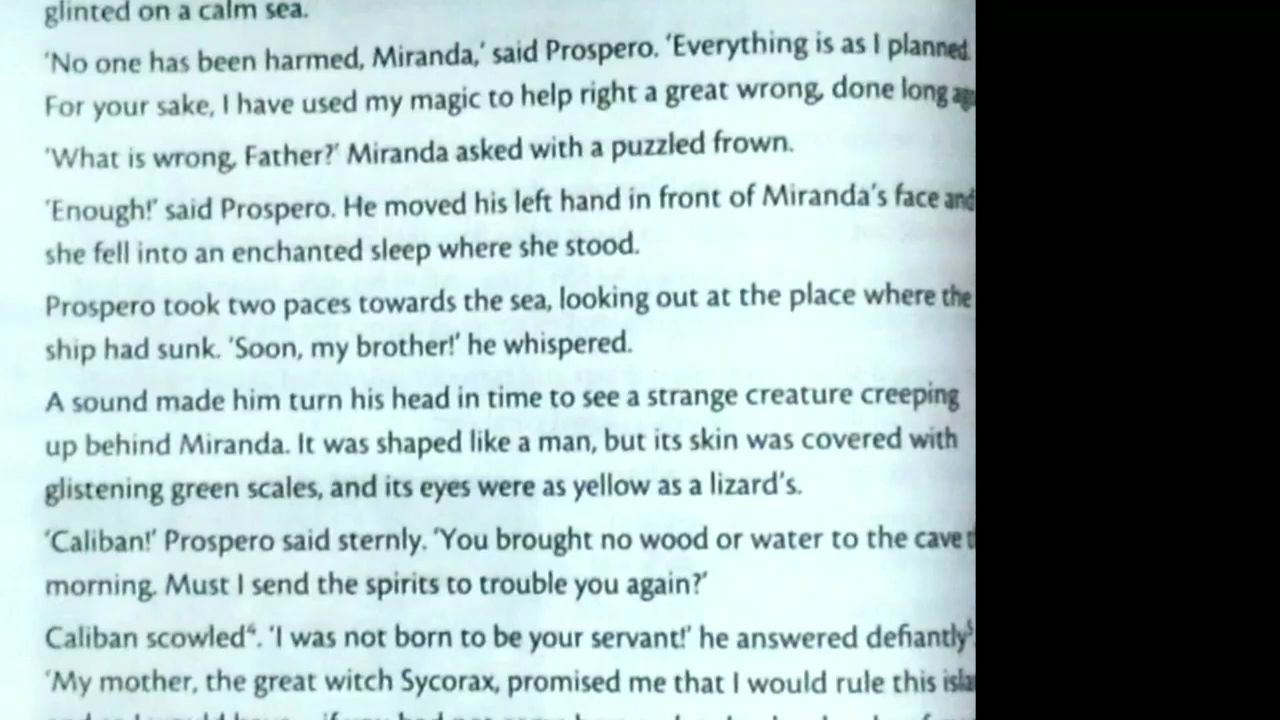 glinted on a calm sea.
‘No one has been harmed, Miranda,’ said Prospero. ‘Everything is as I planned.
For your sake, I have used my magic to help right a great wrong, done long
‘What is wrong, Father?’ Miranda asked with a puzzled frown.
‘Enough!’ said Prospero. He moved his left hand in front of Miranda’s face and
she fell into an enchanted sleep where she stood.
Prospero took two paces towards the sea, looking out at the place where the
ship had sunk. ‘Soon, my brother!’ he whispered.
A sound made him turn his head in time to see a strange creature creeping
up behind Miranda. It was shaped like a man, but its skin was covered with
glistening green scales, and its eyes were as yellow as a lizard’s.
‘Caliban!’ Prospero said sternly. ‘You brought no wood or water to the cave
morning. Must I send the spirits to trouble you again?’
Caliban scowled⁴. ‘I was not born to be your servant!’ he answered defiantly⁵
‘My mother, the great witch Sycorax, promised me that I would rule this